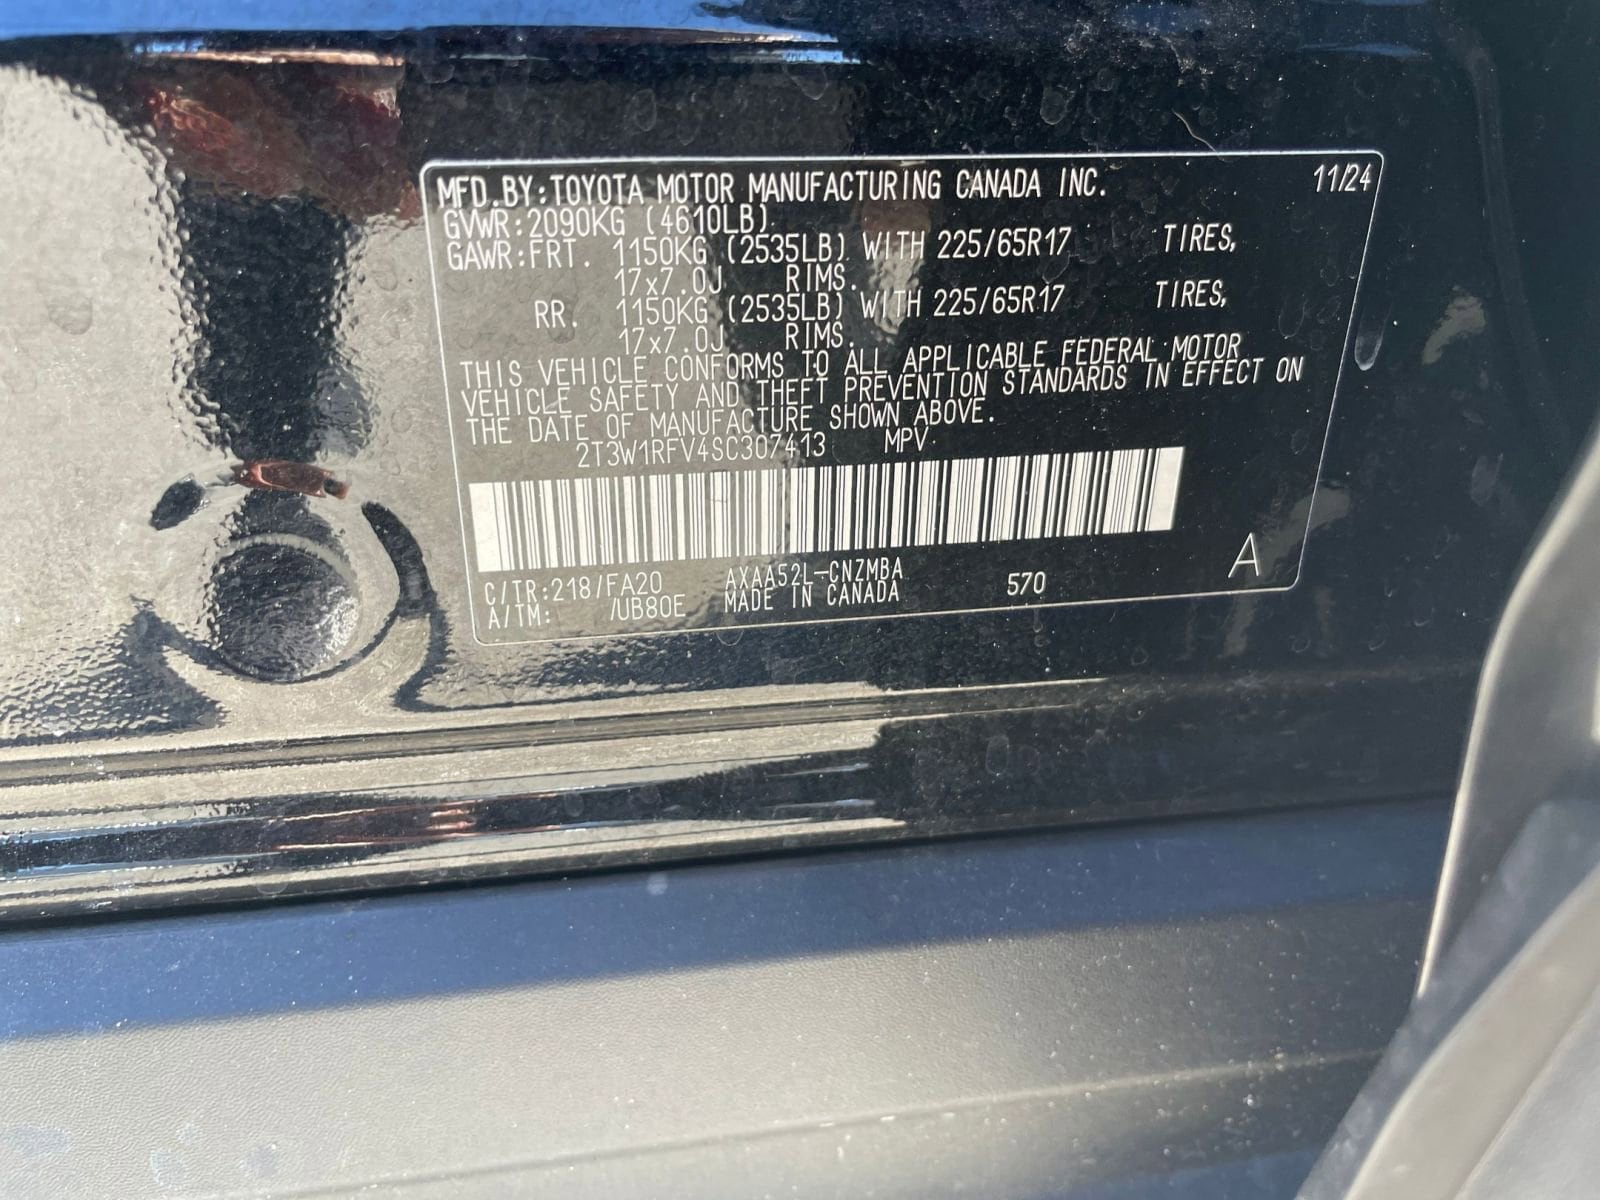 MFD.BY:TOYOTA MOTOR MANUFACTURING CANADA INC. 11/24
GVWR:2090KG (4610LB)
GAWR:FRT. 1150KG (2535LB) WITH 225/65R17 TIRES,
17x7.0J RIMS.
RR. 1150KG (2535LB) WITH 225/65R17 TIRES,
17x7.0J RIMS.
THIS VEHICLE CONFORMS TO ALL APPLICABLE FEDERAL MOTOR
VEHICLE SAFETY AND THEFT PREVENTION STANDARDS IN EFFECT ON
THE DATE OF MANUFACTURE SHOWN ABOVE.
2T3W1RFV4SC307413 MPV
C/TR:218/FA20 AXAA52L-CNZMBA 570 A
A/TM: /UB80E MADE IN CANADA